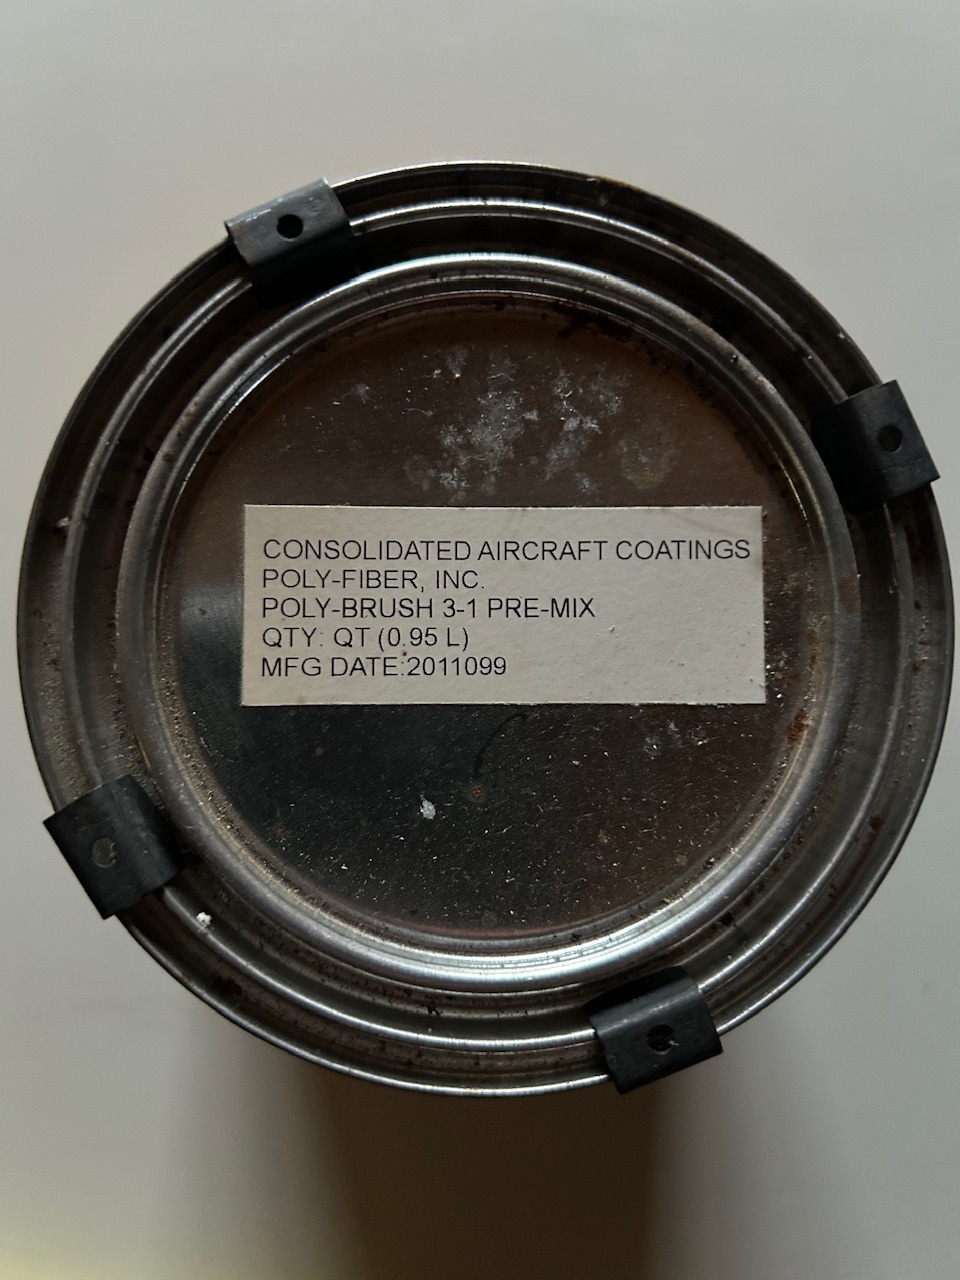 CONSOLIDATED AIRCRAFT COATINGS
POLY-FIBER, INC.
POLY-BRUSH 3-1 PRE-MIX
QTY: QT (0.95 L)
MFG DATE:2011099